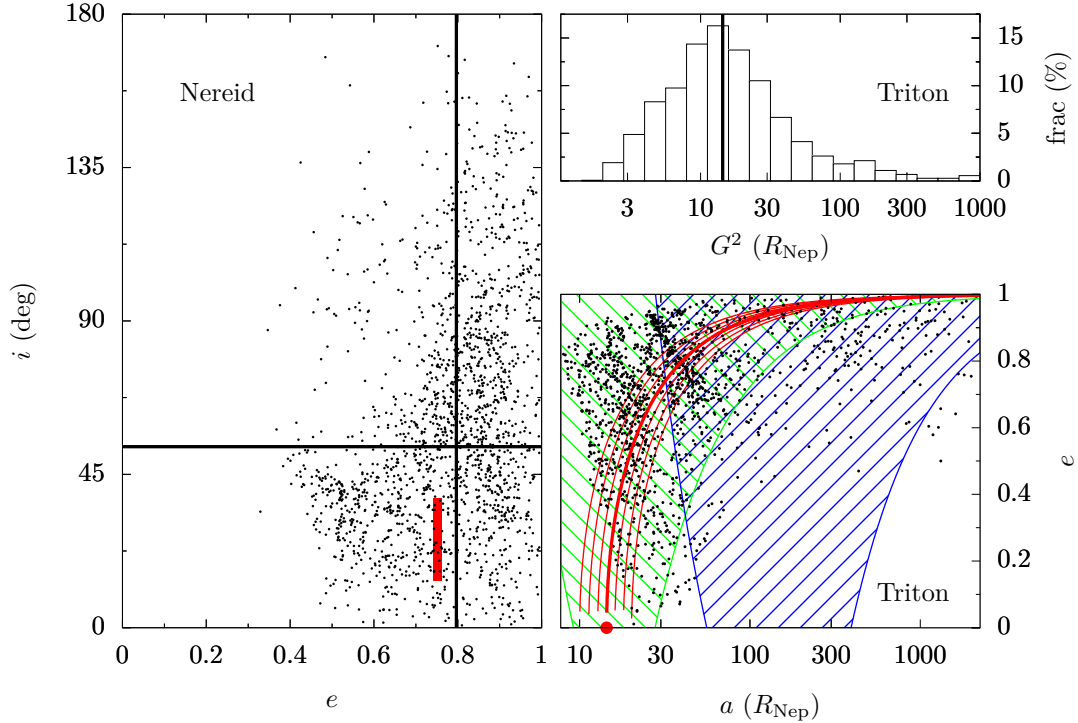 180
135
90
45
0
i (deg)
Nereid
0 0.2 0.4 0.6 0.8 1
e
15
10
5
0
frac (%)
Triton
3 10 30 100 300 1000
G² (R_Nep)
1
0.8
0.6
0.4
0.2
0
e
Triton
10 30 100 300 1000
a (R_Nep)